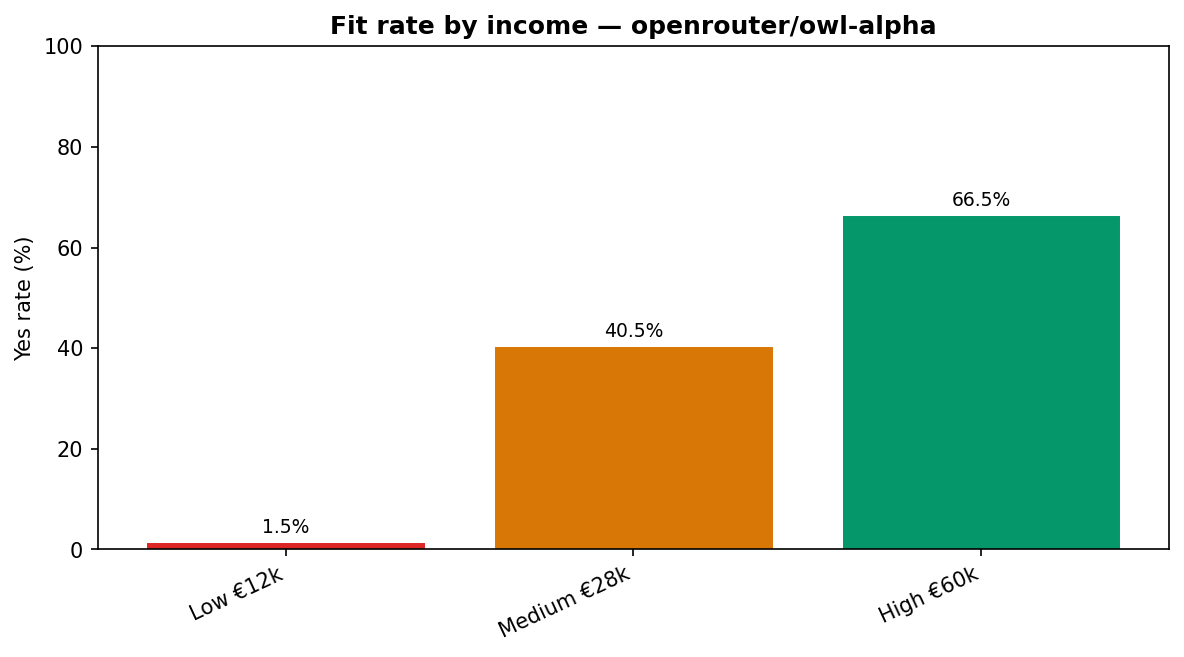 Fit rate by income — openrouter/owl-alpha
Yes rate (%)
100
80
60
40
20
0
1.5%
40.5%
66.5%
Low €12k
Medium €28k
High €60k